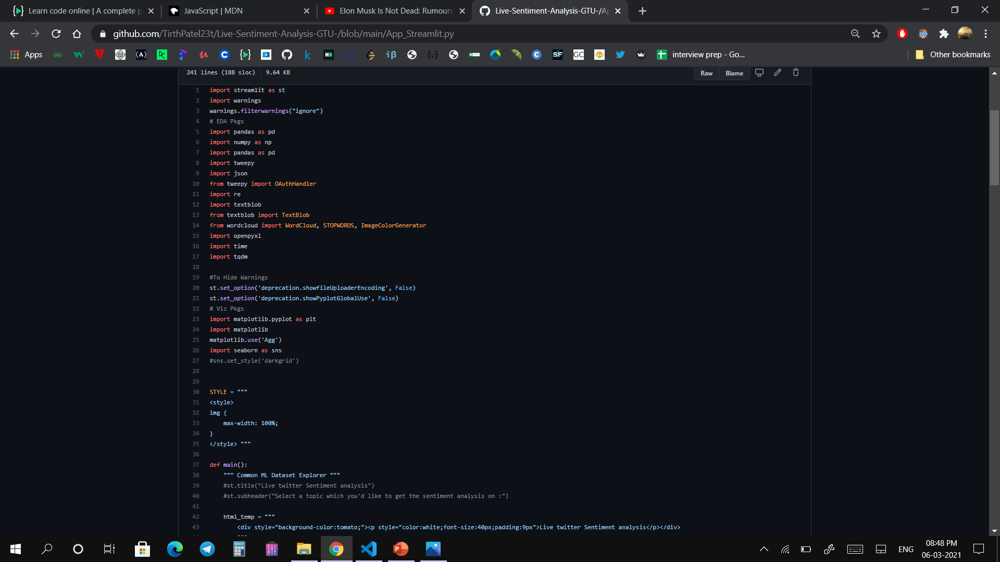 Learn code online | A complete p
JavaScript | MDN
Elon Musk Is Not Dead: Rumours
Live-Sentiment-Analysis-GTU-/Ap
github.com/TirthPatel23t/Live-Sentiment-Analysis-GTU-/blob/main/App_Streamlit.py
Apps
interview prep - Go...
Other bookmarks
241 lines (188 sloc) 9.64 KB
Raw Blame
1 import streamlit as st
2 import warnings
3 warnings.filterwarnings("ignore")
4 # EDA Pkgs
5 import pandas as pd
6 import numpy as np
7 import pandas as pd
8 import tweepy
9 import json
10 from tweepy import OAuthHandler
11 import re
12 import textblob
13 from textblob import TextBlob
14 from wordcloud import WordCloud, STOPWORDS, ImageColorGenerator
15 import openpyxl
16 import time
17 import tqdm
18
19 #To Hide Warnings
20 st.set_option('deprecation.showfileUploaderEncoding', False)
21 st.set_option('deprecation.showPyplotGlobalUse', False)
22 # Viz Pkgs
23 import matplotlib.pyplot as plt
24 import matplotlib
25 matplotlib.use('Agg')
26 import seaborn as sns
27 #sns.set_style('darkgrid')
28
29
30 STYLE = """
31 <style>
32 img {
33 max-width: 100%;
34 }
35 </style> """
36
37 def main():
38 """ Common ML Dataset Explorer """
39 #st.title("Live twitter Sentiment analysis")
40 #st.subheader("Select a topic which you'd like to get the sentiment analysis on :")
41
42 html_temp = """
43 <div style="background-color:tomato;"><p style="color:white;font-size:40px;padding:9px">Live twitter Sentiment analysis</p></div>
ENG
08:48 PM
06-03-2021